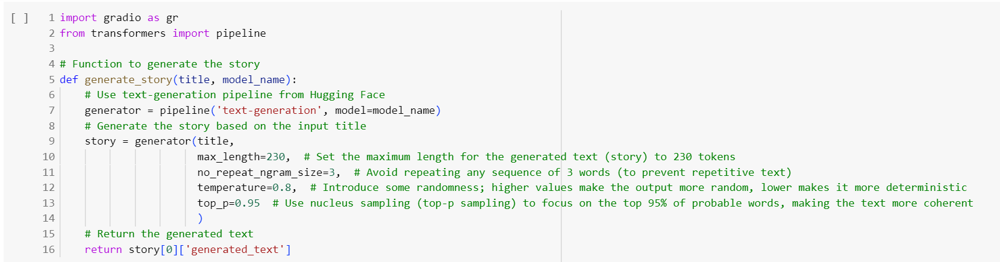 [ ] 1 import gradio as gr
2 from transformers import pipeline
3
4 # Function to generate the story
5 def generate_story(title, model_name):
6     # Use text-generation pipeline from Hugging Face
7     generator = pipeline('text-generation', model=model_name)
8     # Generate the story based on the input title
9     story = generator(title,
10                       max_length=230,  # Set the maximum length for the generated text (story) to 230 tokens
11                       no_repeat_ngram_size=3,  # Avoid repeating any sequence of 3 words (to prevent repetitive text)
12                       temperature=0.8,  # Introduce some randomness; higher values make the output more random, lower makes it more deterministic
13                       top_p=0.95  # Use nucleus sampling (top-p sampling) to focus on the top 95% of probable words, making the text more coherent
14                       )
15     # Return the generated text
16     return story[0]['generated_text']